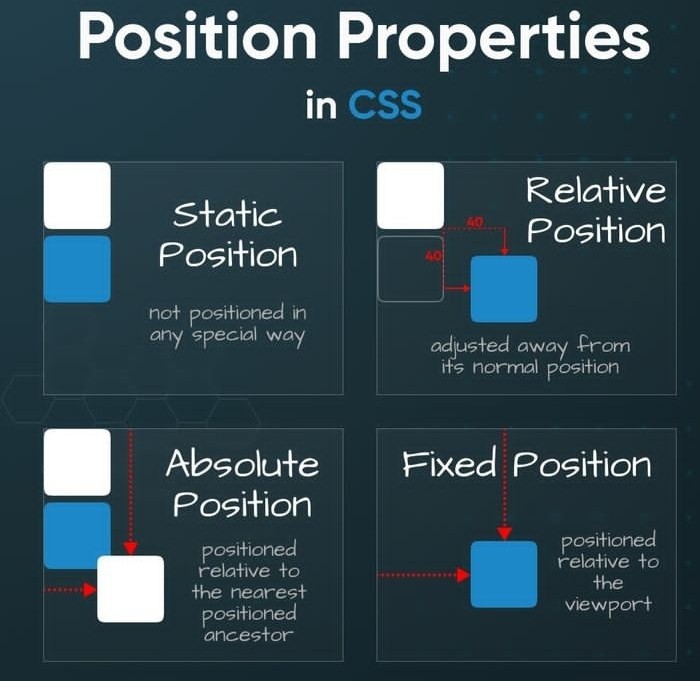 Position Properties
in CSS
Static
Position
not positioned in
any special way
Relative
Position
40
40
adjusted away from
its normal position
Absolute
Position
positioned
relative to
the nearest
positioned
ancestor
Fixed Position
positioned
relative to
the
viewport